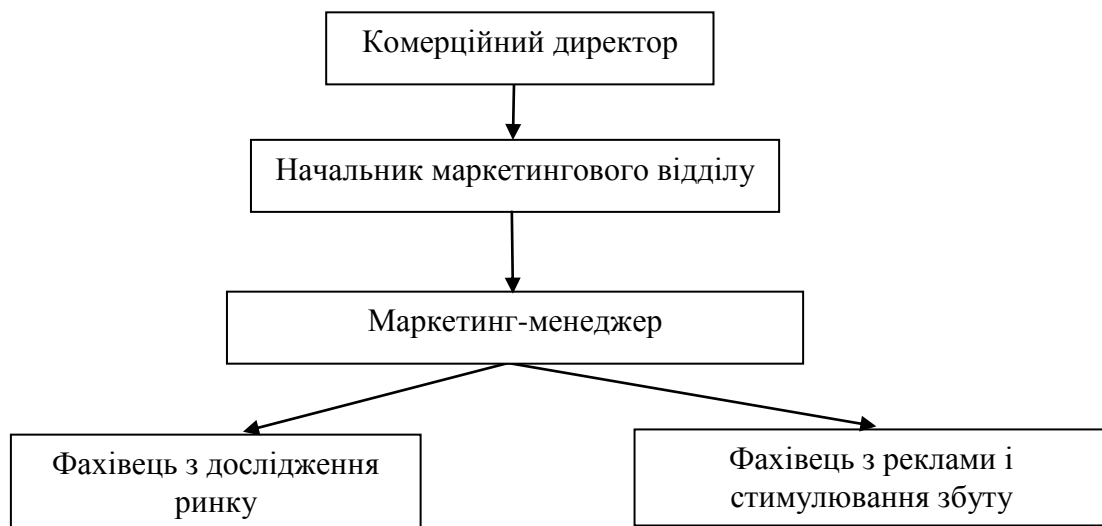 Комерційний директор
Начальник маркетингового відділу
Маркетинг-менеджер
Фахівець з дослідження
ринку
Фахівець з реклами і
стимулювання збуту